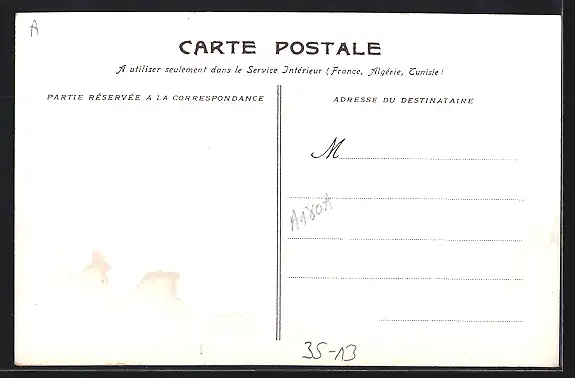 A
CARTE POSTALE
A utiliser seulement dans le Service Intérieur (France, Algérie, Tunisie)
PARTIE RÉSERVÉE A LA CORRESPONDANCE
ADRESSE DU DESTINATAIRE
M
A180A
35-13